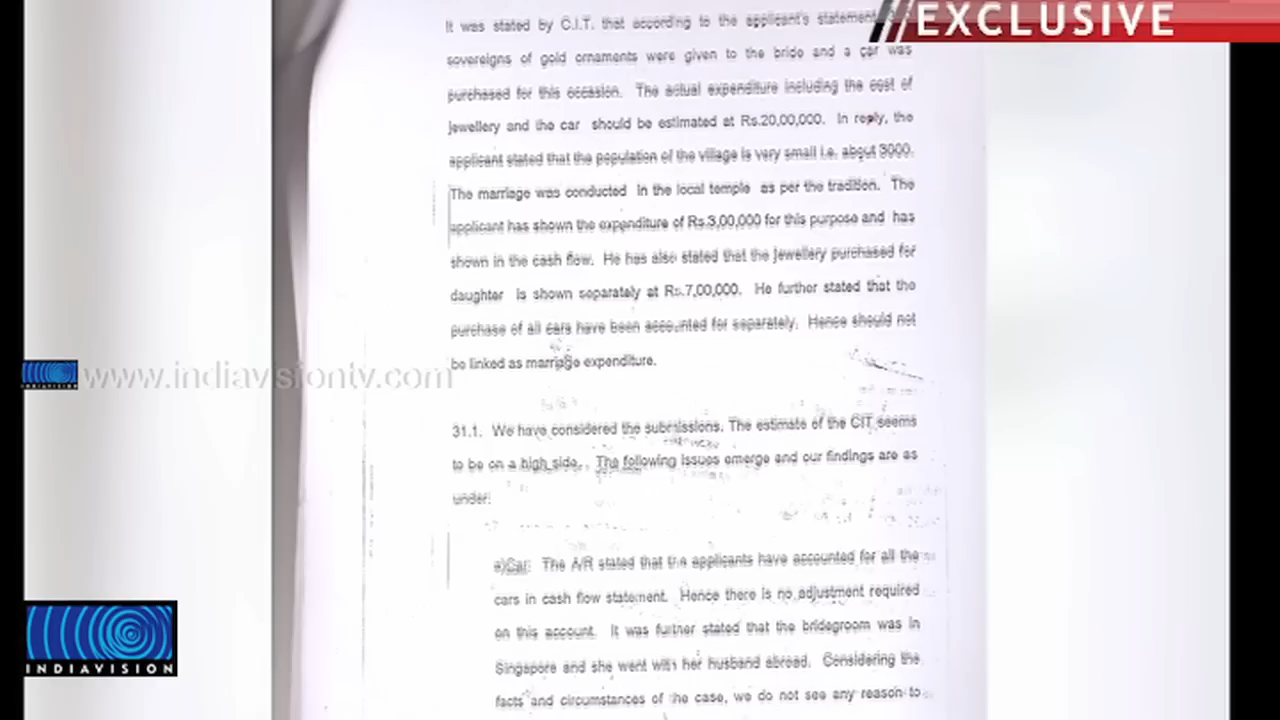 //EXCLUSIVE
It was stated by C.I.T. that according to the applicant's statement
sovereigns of gold ornaments were given to the bride and a car was
purchased for this occasion. The actual expenditure including the cost of
jewellery and the car should be estimated at Rs.20,00,000. In reply, the
applicant stated that the population of the village is very small i.e. about 3000.
The marriage was conducted in the local temple as per the tradition. The
applicant has shown the expenditure of Rs.3,00,000 for this purpose and has
shown in the cash flow. He has also stated that the jewellery purchased for
daughter is shown separately at Rs.7,00,000. He further stated that the
purchase of all cars have been accounted for separately. Hence should not
be linked as marriage expenditure.
www.indiavisiontv.com
31.1. We have considered the submissions. The estimate of the CIT seems
to be on a high side. The following issues emerge and our findings are as
under:
a)Car: The A/R stated that the applicants have accounted for all the
cars in cash flow statement. Hence there is no adjustment required
on this account. It was further stated that the bridegroom was in
Singapore and she went with her husband abroad. Considering the
facts and circumstances of the case, we do not see any reason to
INDIAVISION